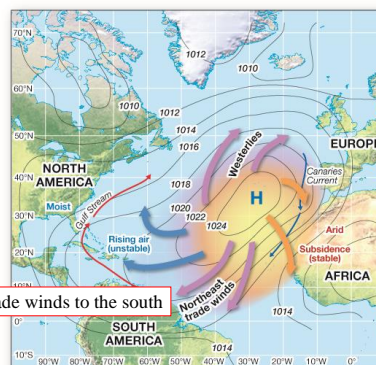 70°N
60°N
50°N
40°N
30°N
20°N
10°N
0°
10°S
1012
1010
1010
1012
1014
1016
1018
1020
1022
1024
1014
1014
NORTH
AMERICA
Moist
Gulf Stream
Westerlies
H
EUROP
Canaries
Current
Rising air
(unstable)
Arid
Subsidence
(stable)
AFRICA
ade winds to the south
Northeast
trade winds
SOUTH
AMERICA
90°W
80°W
70°W
60°W
50°W
40°W
30°W
20°W
10°W
0°